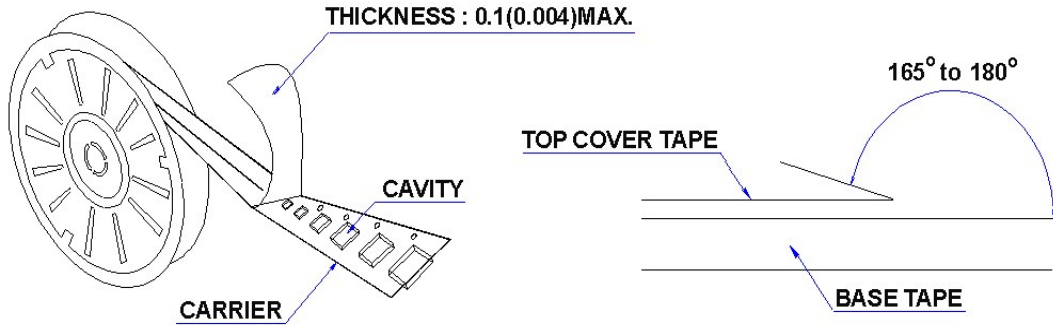 THICKNESS : 0.1(0.004)MAX.
CAVITY
CARRIER
165° to 180°
TOP COVER TAPE
BASE TAPE